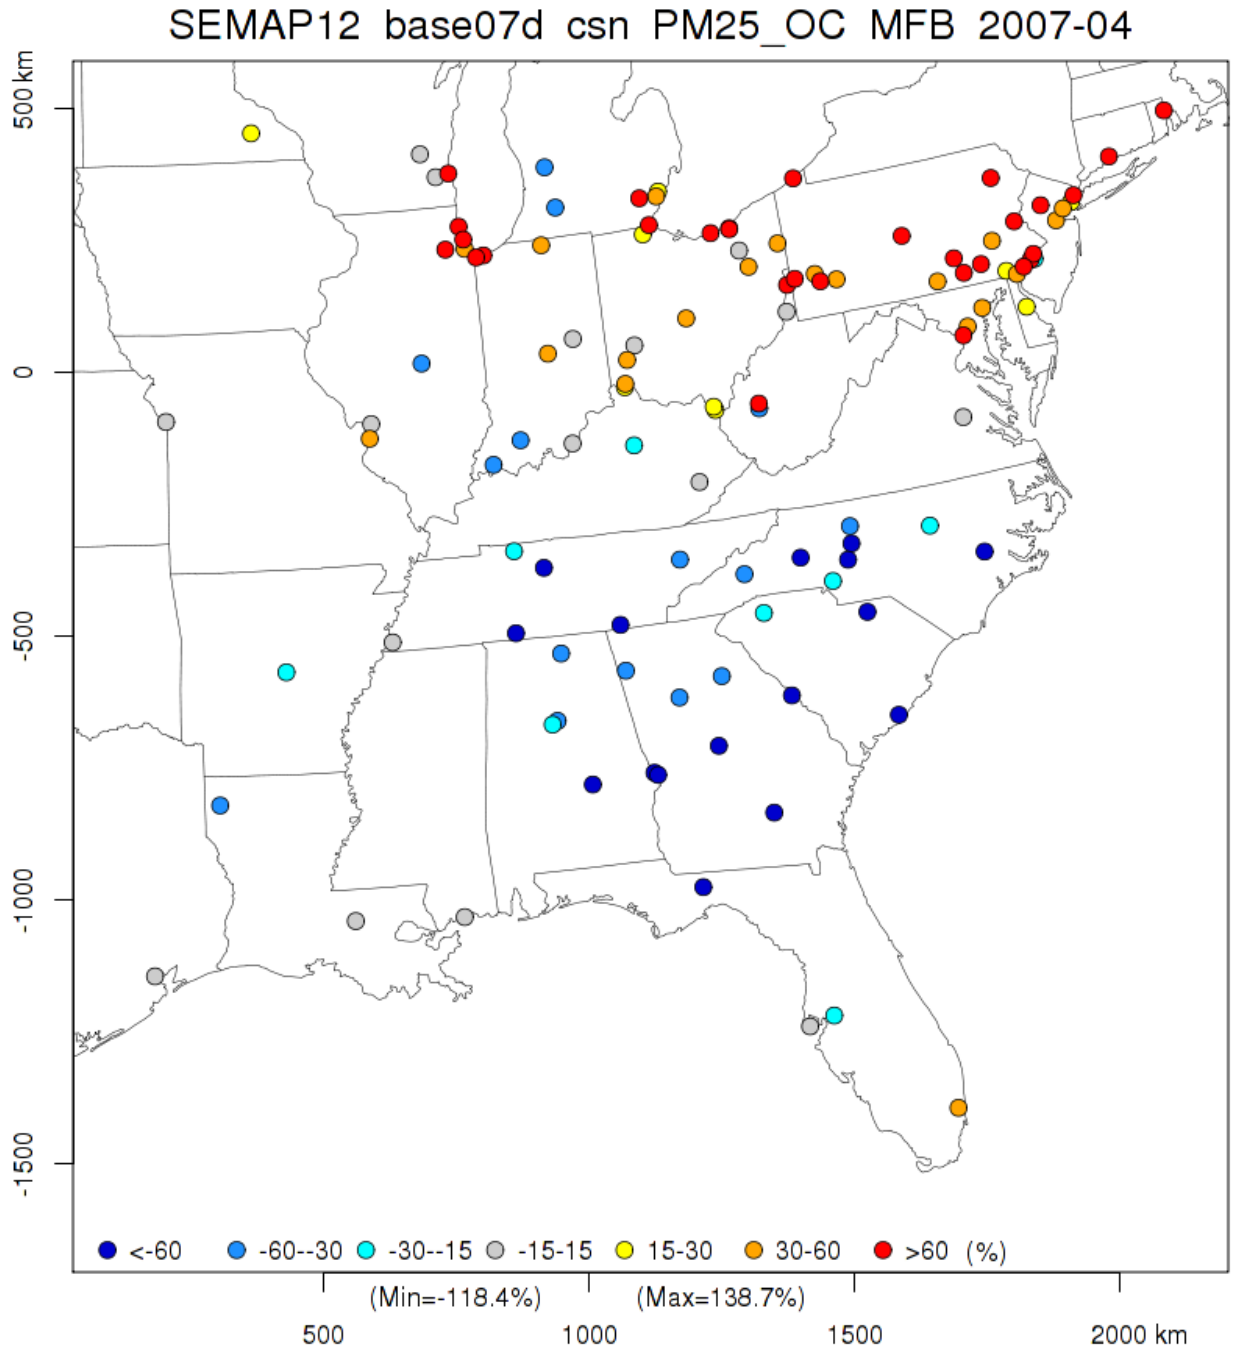 SEMAP12 base07d csn PM25_OC MFB 2007-04
500 km
0
-500
-1000
-1500
<-60 -60--30 -30--15 -15-15 15-30 30-60 >60 (%)
(Min=-118.4%) (Max=138.7%)
500 1000 1500 2000 km